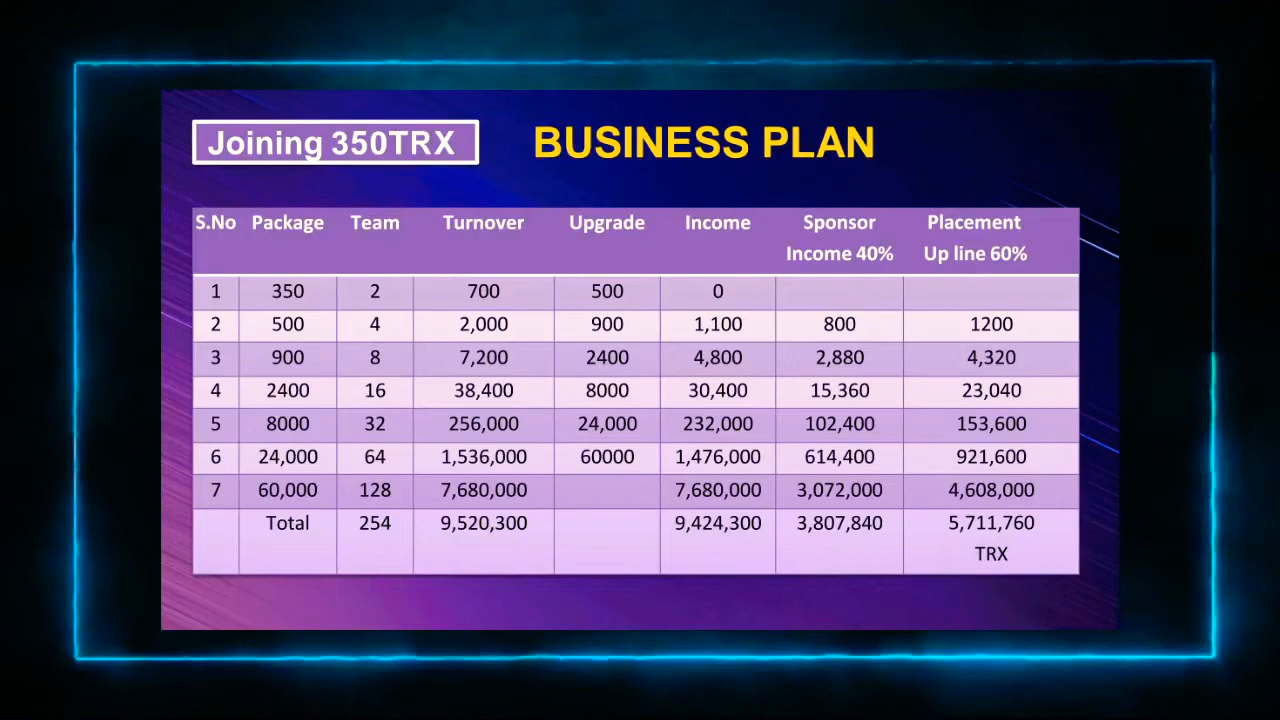 Joining 350TRX BUSINESS PLAN
S.No Package Team Turnover Upgrade Income Sponsor Income 40% Placement Up line 60%
1 350 2 700 500 0
2 500 4 2,000 900 1,100 800 1200
3 900 8 7,200 2400 4,800 2,880 4,320
4 2400 16 38,400 8000 30,400 15,360 23,040
5 8000 32 256,000 24,000 232,000 102,400 153,600
6 24,000 64 1,536,000 60000 1,476,000 614,400 921,600
7 60,000 128 7,680,000 7,680,000 3,072,000 4,608,000
Total 254 9,520,300 9,424,300 3,807,840 5,711,760 TRX